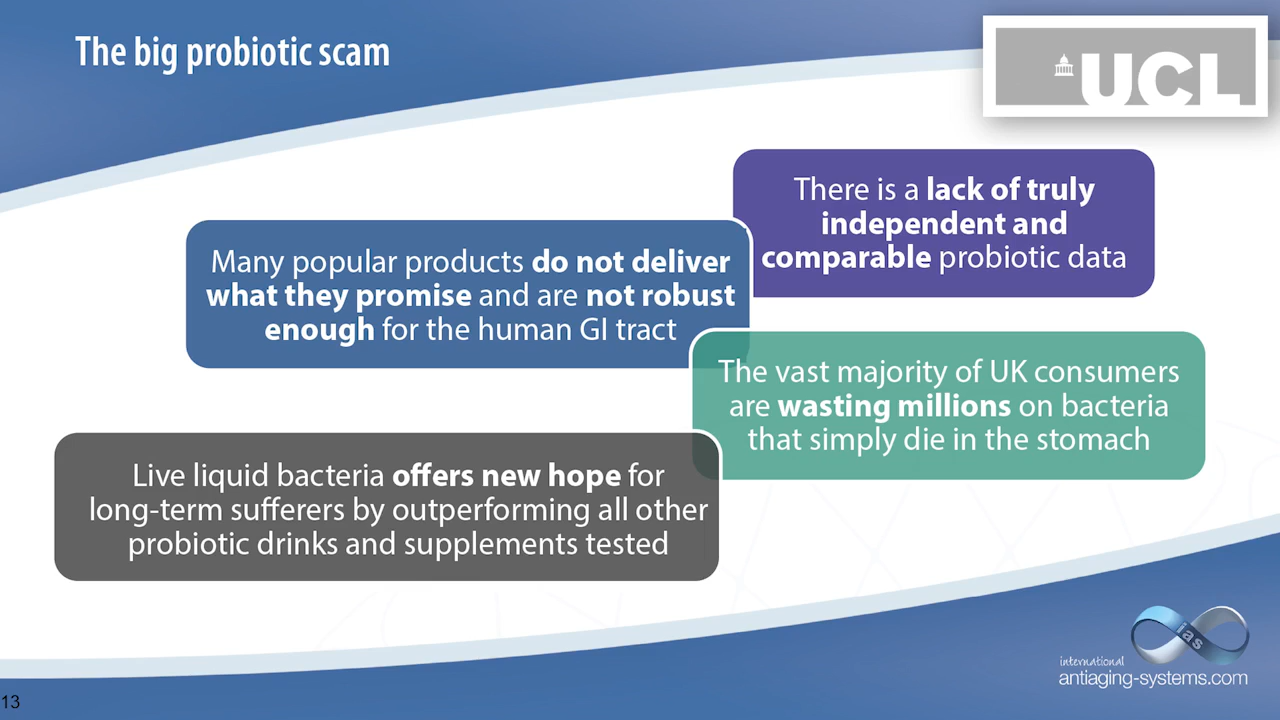 The big probiotic scam
UCL
There is a lack of truly
independent and
comparable probiotic data
Many popular products do not deliver
what they promise and are not robust
enough for the human GI tract
The vast majority of UK consumers
are wasting millions on bacteria
that simply die in the stomach
Live liquid bacteria offers new hope for
long-term sufferers by outperforming all other
probiotic drinks and supplements tested
ias
international
antiaging-systems.com
13